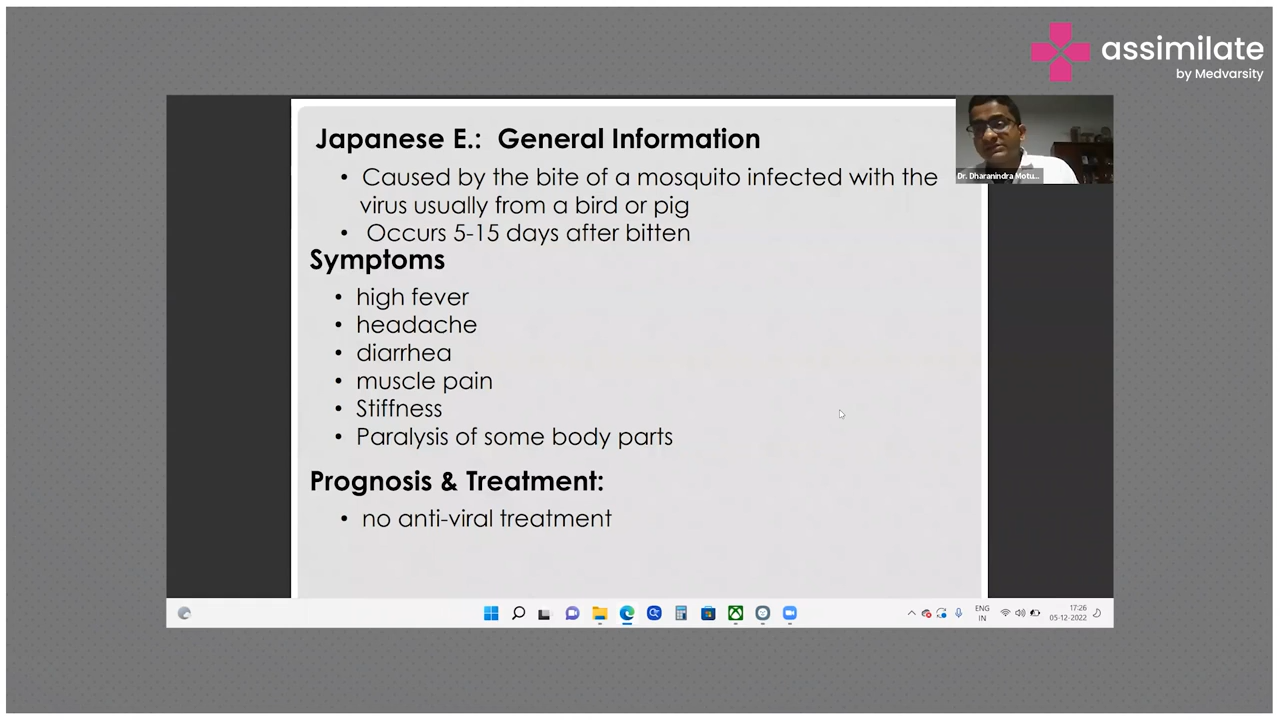 assimilate
by Medvarsity
Japanese E.: General Information
• Caused by the bite of a mosquito infected with the
virus usually from a bird or pig
• Occurs 5-15 days after bitten
Symptoms
• high fever
• headache
• diarrhea
• muscle pain
• Stiffness
• Paralysis of some body parts
Prognosis & Treatment:
• no anti-viral treatment
Dr. Dharanindra Motu...
ENG
IN
17:26
05-12-2022